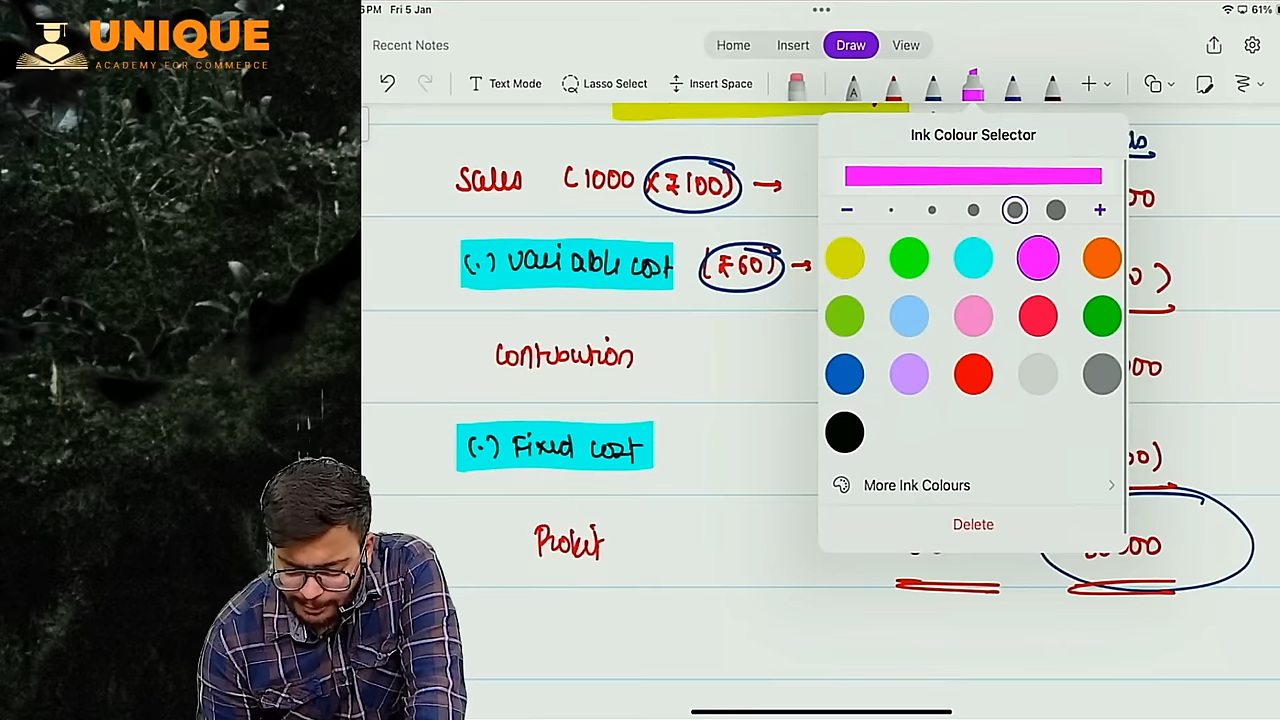 UNIQUE
ACADEMY FOR COMMERCE
PM Fri 5 Jan
61%
Recent Notes
Home Insert Draw View
T Text Mode Lasso Select Insert Space
A
Ink Colour Selector
Sales (1000 x ₹100) →
(-) Variable cost (₹60) →
Contribution
00
(-) Fixed cost
00)
More Ink Colours
Delete
Profit